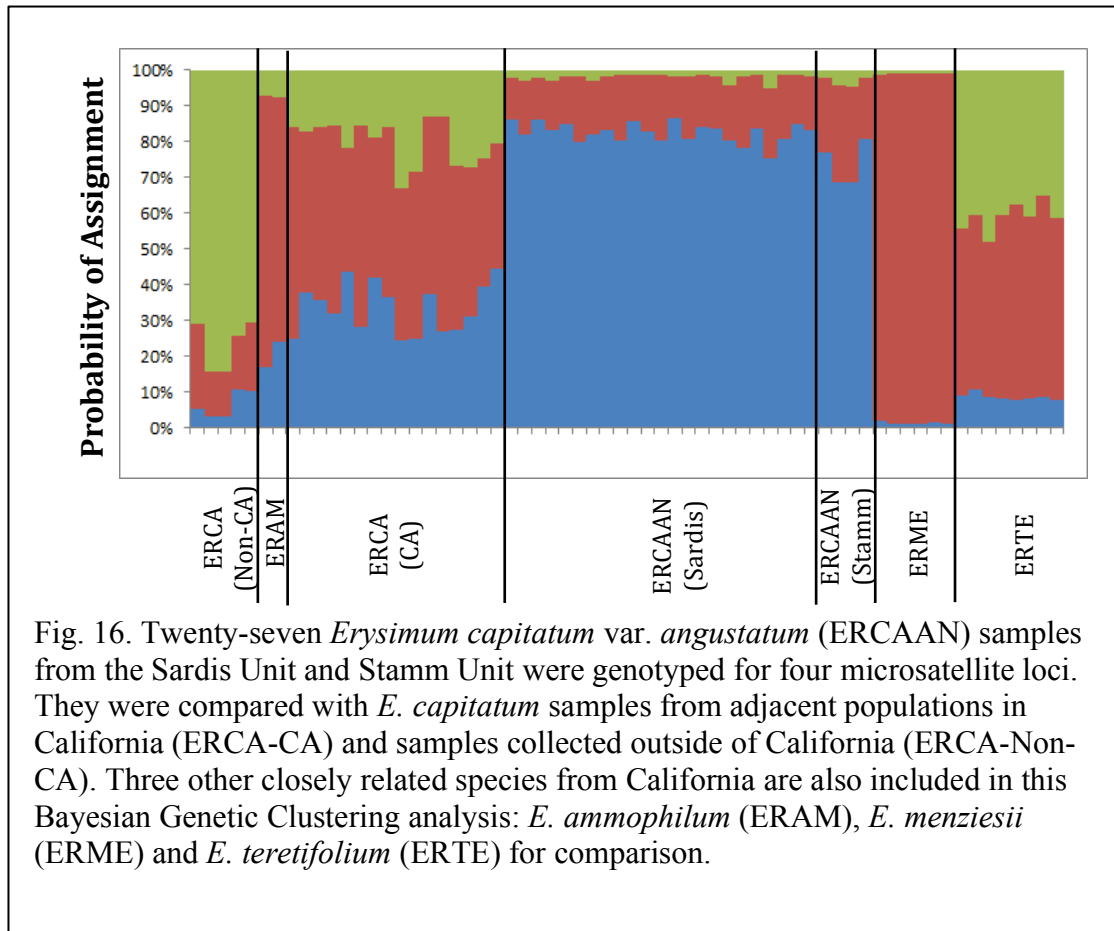 100%
90%
80%
70%
60%
50%
40%
30%
20%
10%
0%
Probability of Assignment
ERCA
(Non-CA)
ERAM
ERCA
(CA)
ERCAAN
(Sardis)
ERCAAN
(Stamm)
ERME
ERTE
Fig. 16. Twenty-seven Erysimum capitatum var. angustatum (ERCAAN) samples
from the Sardis Unit and Stamm Unit were genotyped for four microsatellite loci.
They were compared with E. capitatum samples from adjacent populations in
California (ERCA-CA) and samples collected outside of California (ERCA-Non-
CA). Three other closely related species from California are also included in this
Bayesian Genetic Clustering analysis: E. ammophilum (ERAM), E. menziesii
(ERME) and E. teretifolium (ERTE) for comparison.